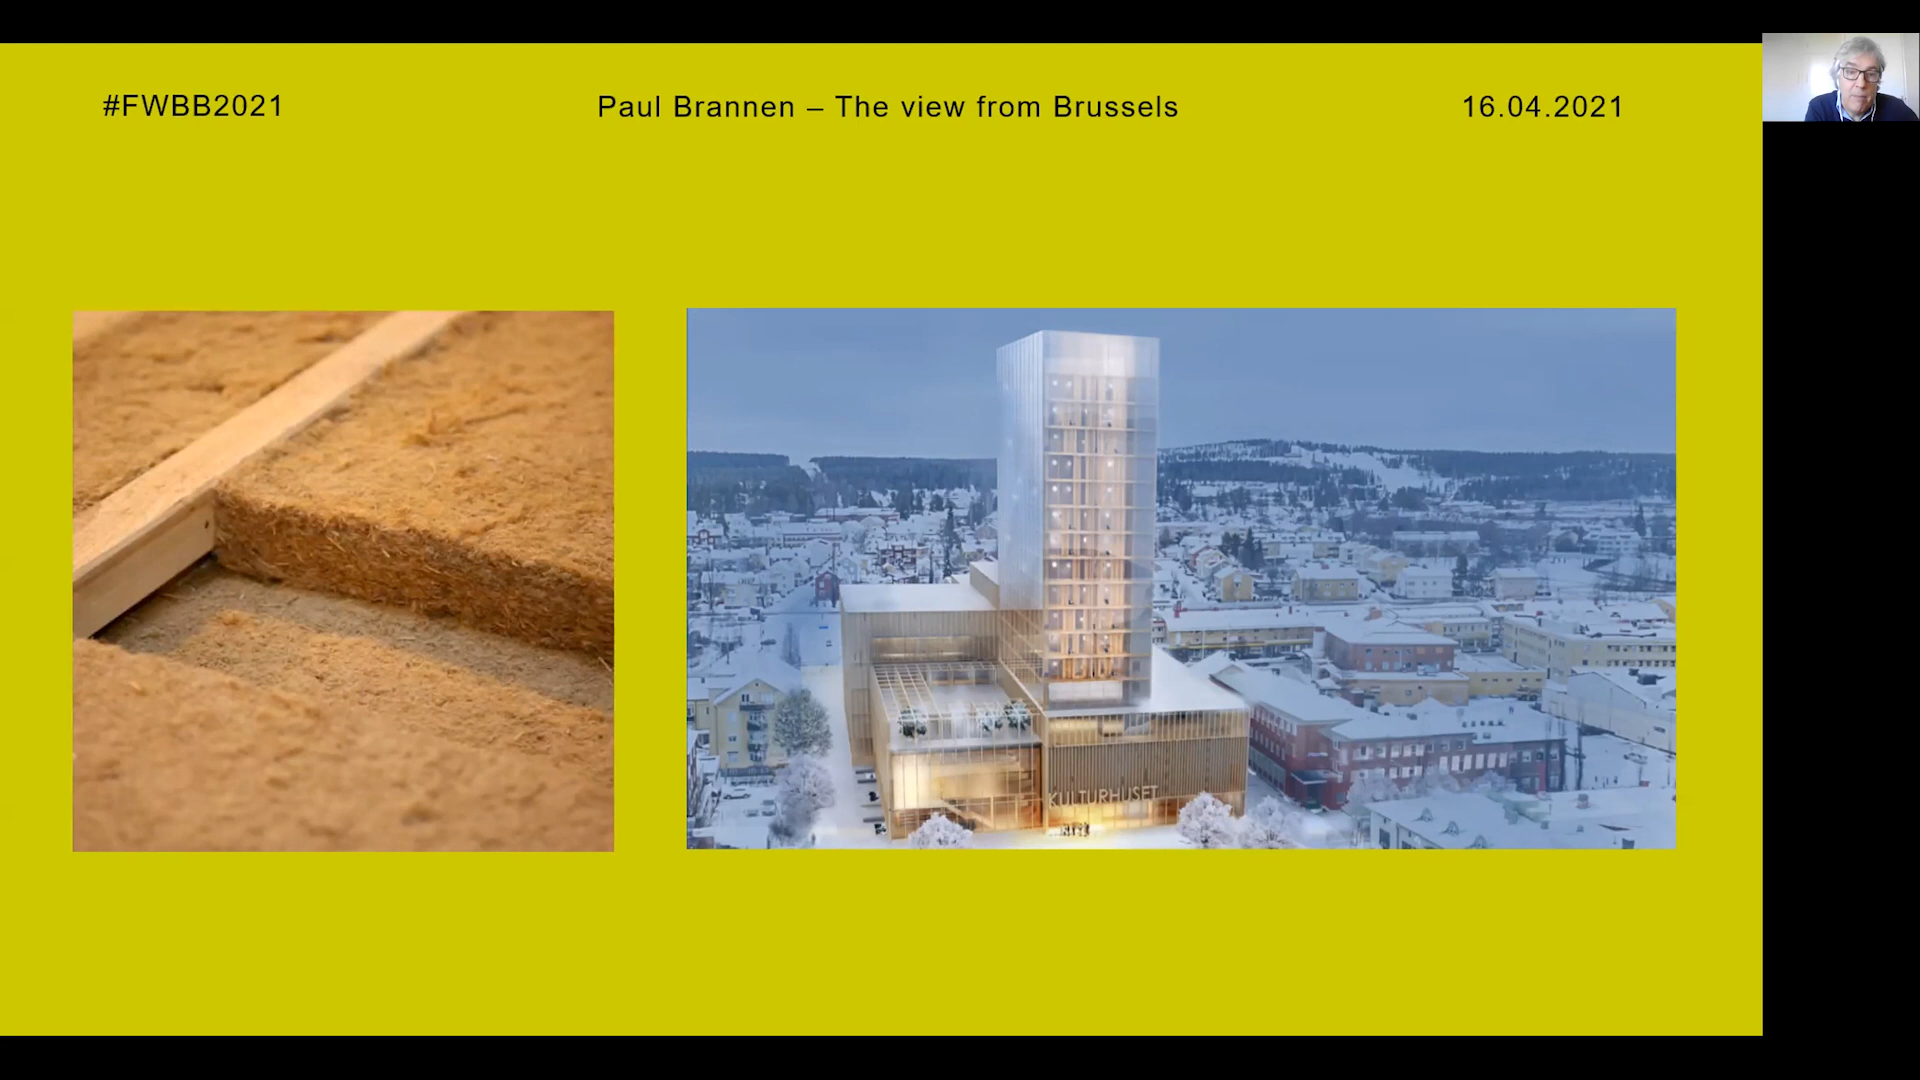 #FWBB2021
Paul Brannen – The view from Brussels
16.04.2021
KULTURHUSET